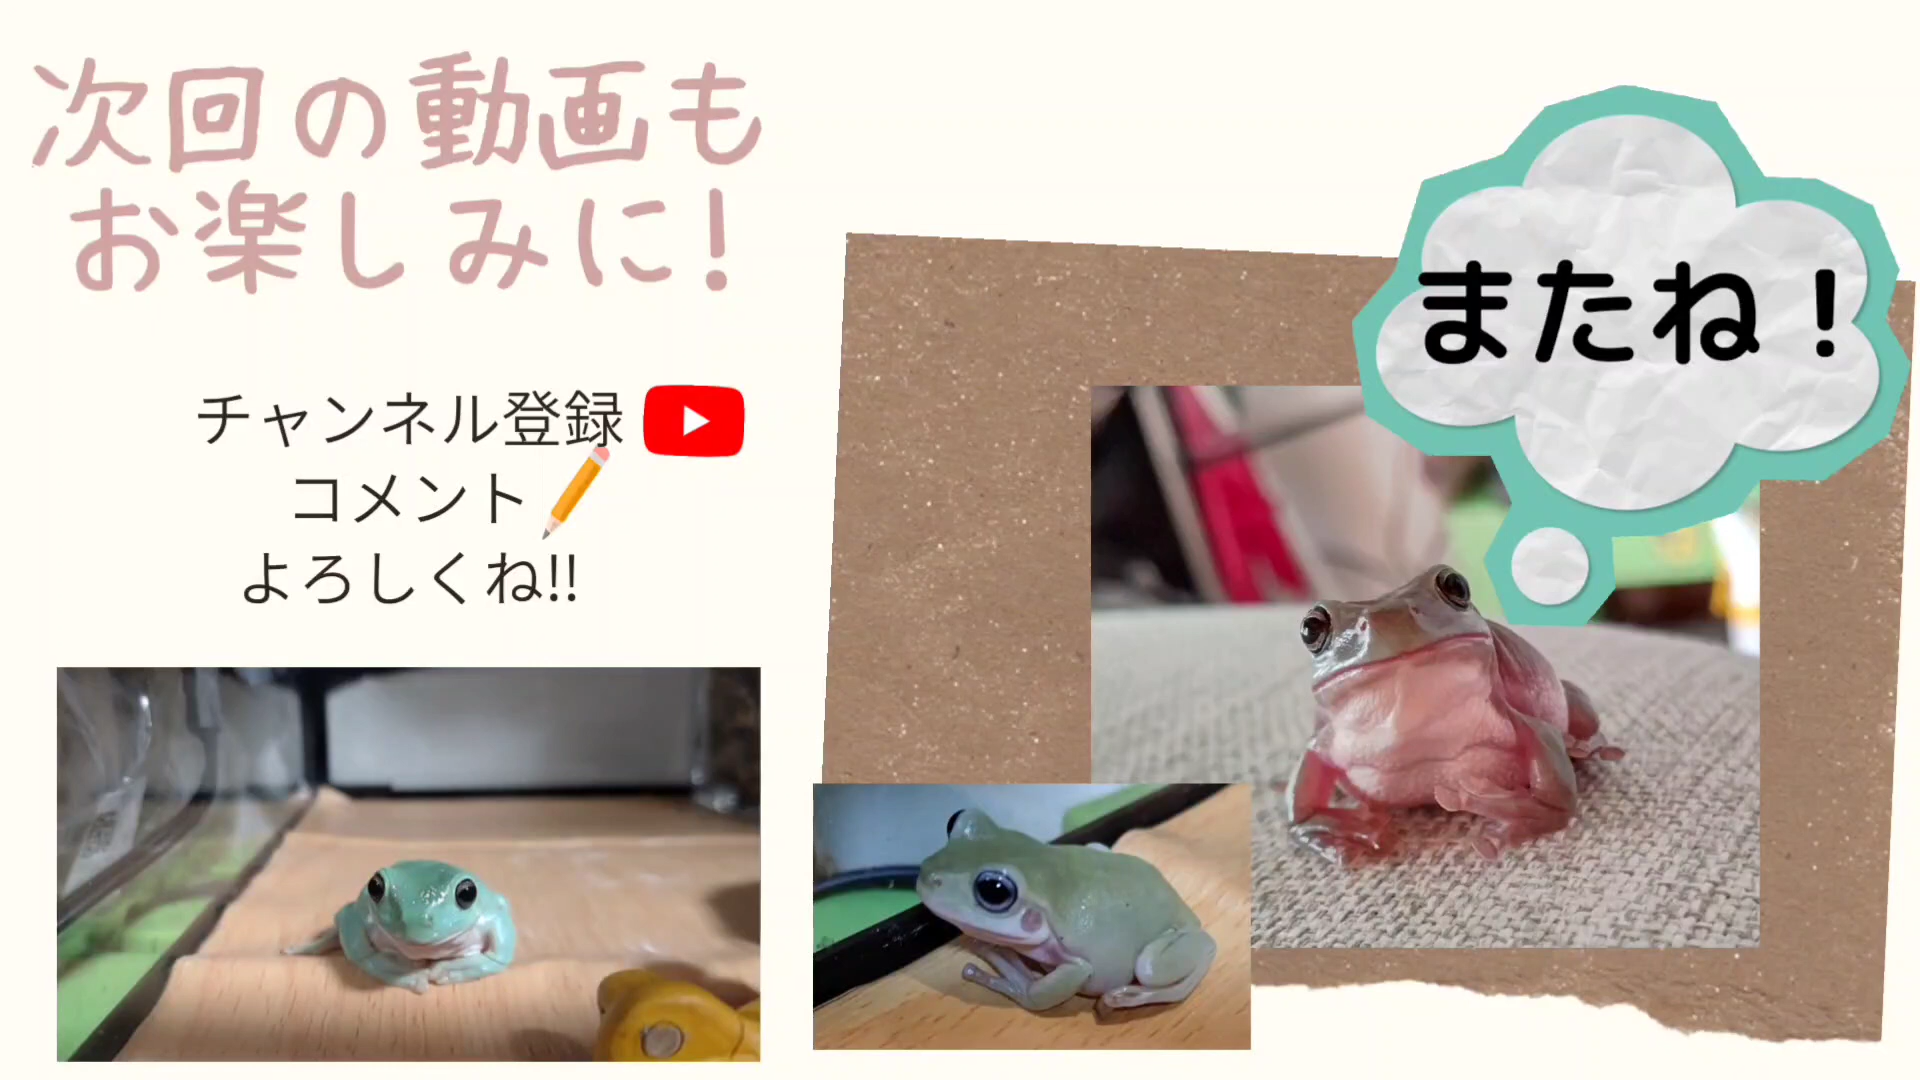 次回の動画も
お楽しみに!
チャンネル登録
コメント
よろしくね!!
またね！